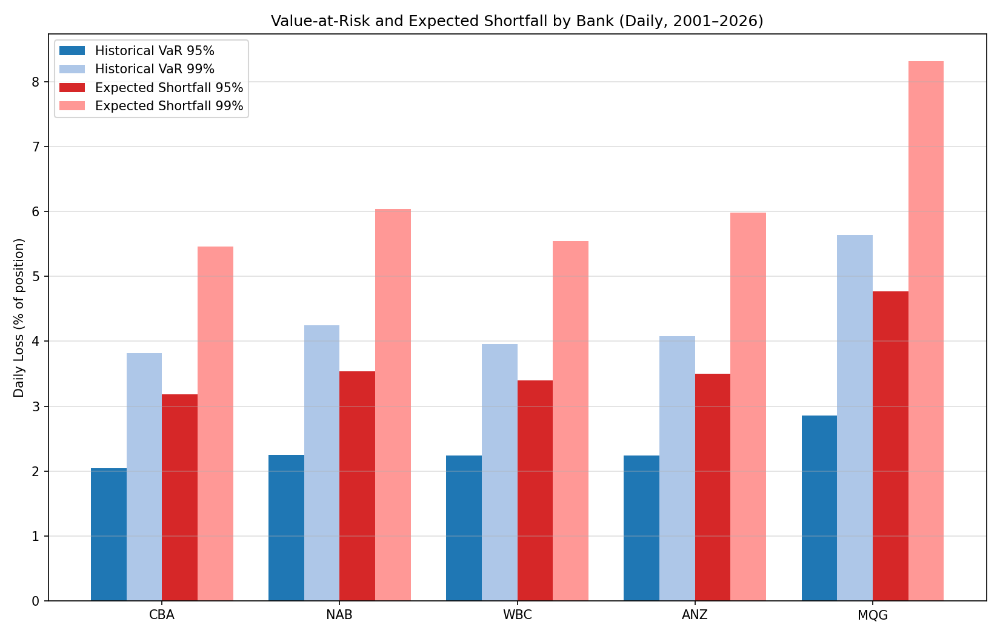 Value-at-Risk and Expected Shortfall by Bank (Daily, 2001–2026)
Historical VaR 95%
Historical VaR 99%
Expected Shortfall 95%
Expected Shortfall 99%
Daily Loss (% of position)
8
7
6
5
4
3
2
1
0
CBA NAB WBC ANZ MQG